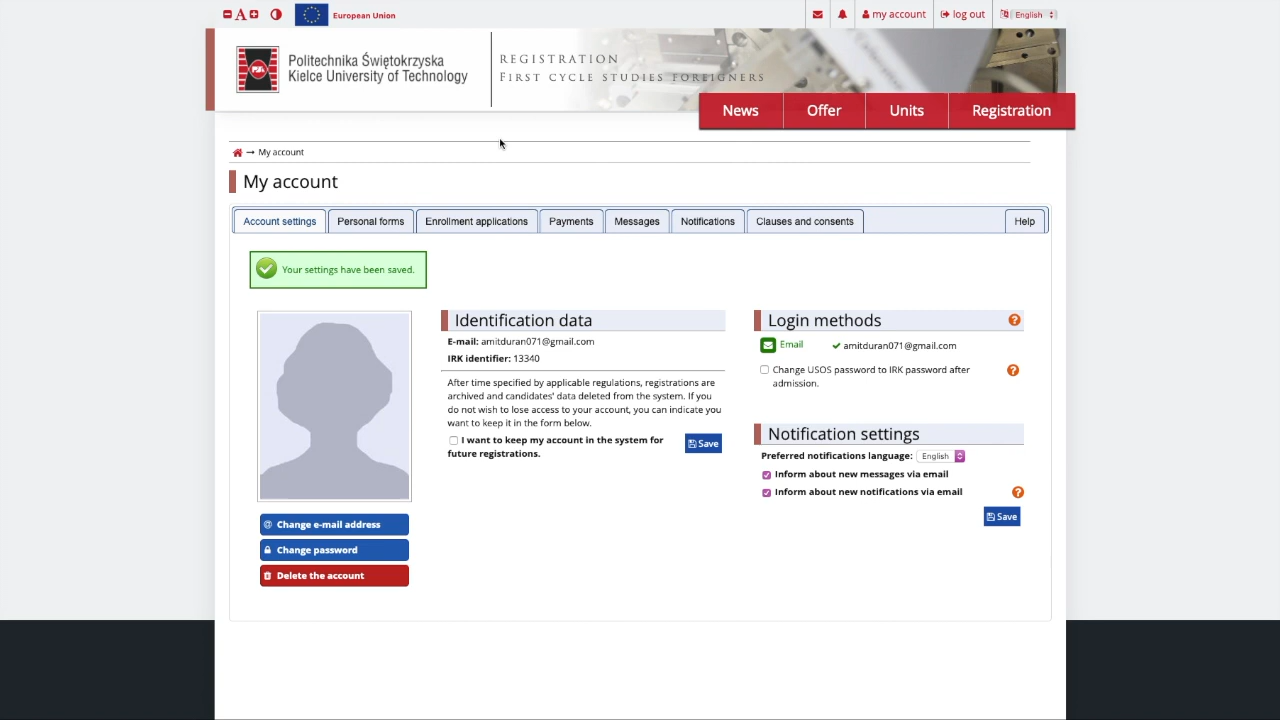 A European Union my account log out English
Politechnika Świętokrzyska
Kielce University of Technology
REGISTRATION
FIRST CYCLE STUDIES FOREIGNERS
News Offer Units Registration
→ My account
My account
Account settings Personal forms Enrollment applications Payments Messages Notifications Clauses and consents Help
Your settings have been saved.
Identification data
E-mail: amitduran071@gmail.com
IRK identifier: 13340
After time specified by applicable regulations, registrations are
archived and candidates' data deleted from the system. If you
do not wish to lose access to your account, you can indicate you
want to keep it in the form below.
I want to keep my account in the system for
future registrations.
Save
Login methods ?
Email ✔ amitduran071@gmail.com
Change USOS password to IRK password after
admission.
?
Notification settings
Preferred notifications language: English
Inform about new messages via email
Inform about new notifications via email ?
Save
@ Change e-mail address
Change password
Delete the account